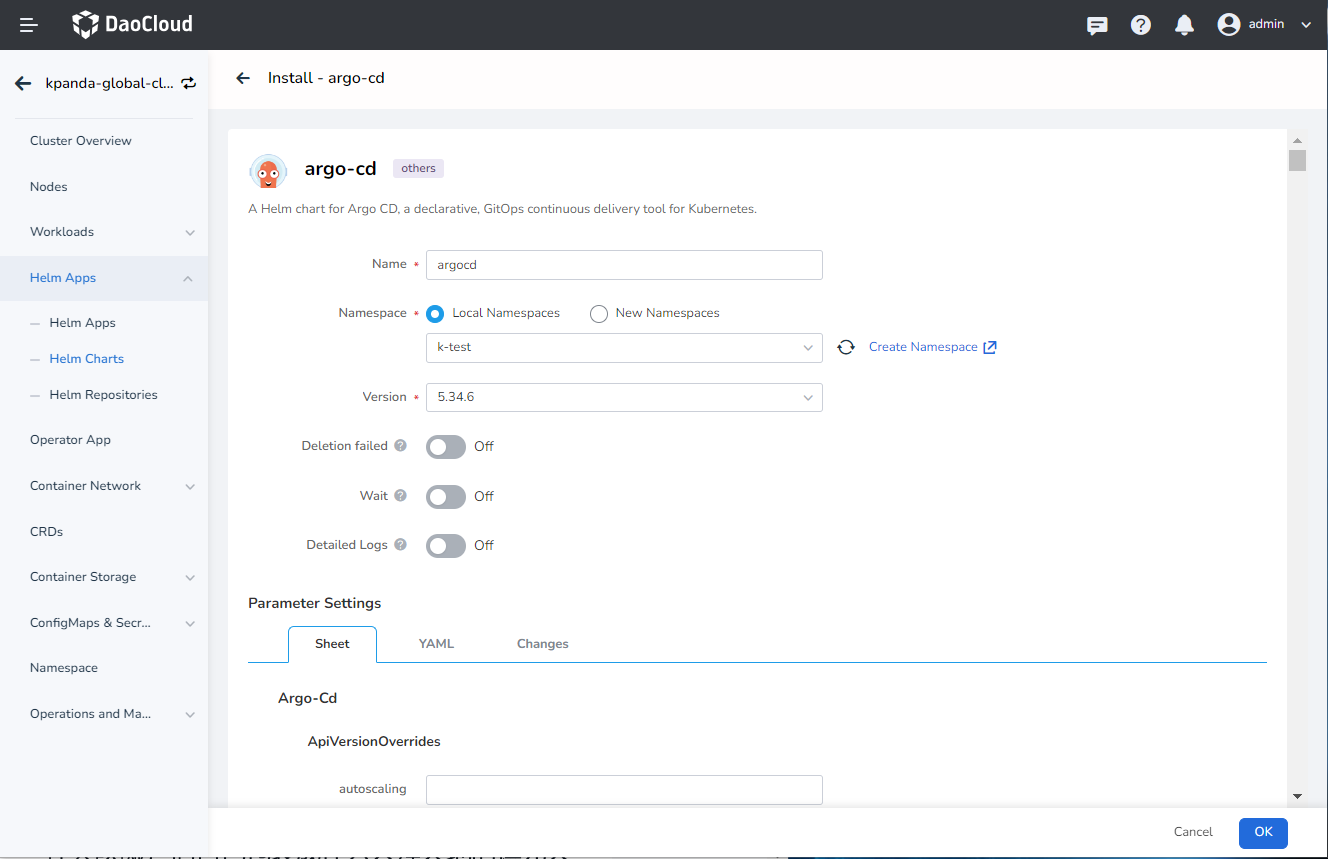 DaoCloud
admin
kpanda-global-cl...
Install - argo-cd
Cluster Overview
Nodes
Workloads
Helm Apps
Helm Apps
Helm Charts
Helm Repositories
Operator App
Container Network
CRDs
Container Storage
ConfigMaps & Secr...
Namespace
Operations and Ma...
argo-cd others
A Helm chart for Argo CD, a declarative, GitOps continuous delivery tool for Kubernetes.
Name * argocd
Namespace * Local Namespaces New Namespaces
k-test Create Namespace
Version * 5.34.6
Deletion failed ? Off
Wait ? Off
Detailed Logs ? Off
Parameter Settings
Sheet YAML Changes
Argo-Cd
ApiVersionOverrides
autoscaling
Cancel OK